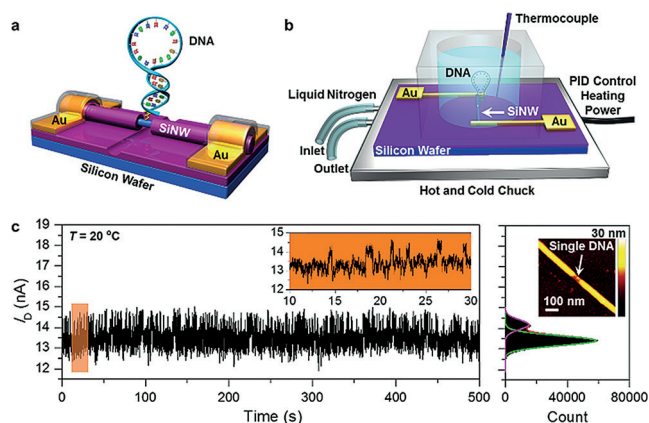 a
DNA
SiNW
Au
Au
Silicon Wafer
b
Thermocouple
DNA
Liquid Nitrogen
Au
SiNW
PID Control
Heating
Power
Au
Inlet
Outlet
Silicon Wafer
Hot and Cold Chuck
c
T = 20 °C
I_D (nA)
19
18
17
16
15
14
13
12
0 100 200 300 400 500
Time (s)
15
14
13
12
10 15 20 25 30
30 nm
Single DNA
100 nm
0 40000 80000
Count